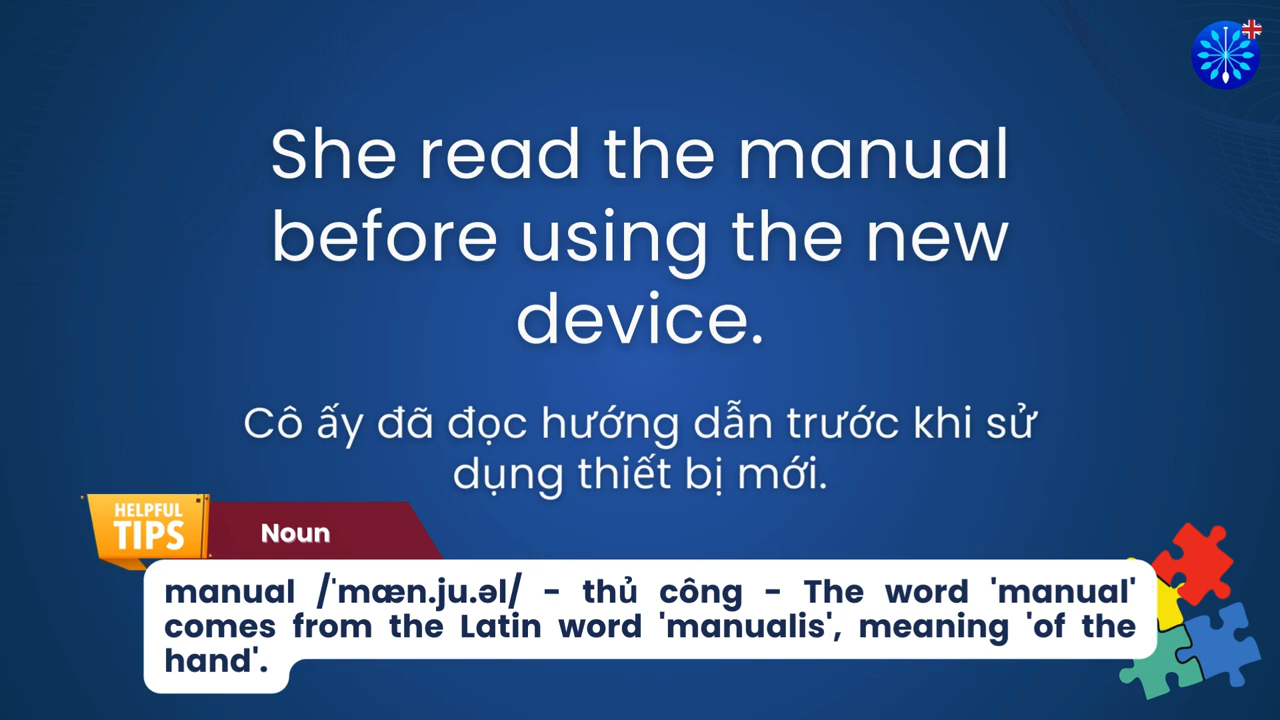 She read the manual
before using the new
device.
Cô ấy đã đọc hướng dẫn trước khi sử
dụng thiết bị mới.
HELPFUL
TIPS
Noun
manual /ˈmæn.ju.əl/ - thủ công - The word 'manual'
comes from the Latin word 'manualis', meaning 'of the
hand'.